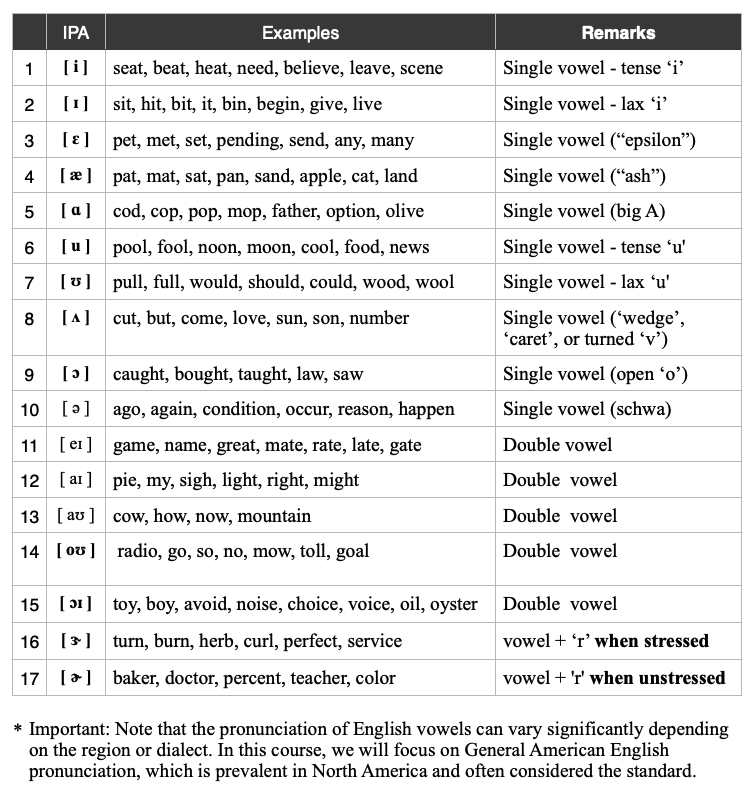 IPA Examples Remarks
1 [ i ] seat, beat, heat, need, believe, leave, scene Single vowel - tense ‘i’
2 [ ɪ ] sit, hit, bit, it, bin, begin, give, live Single vowel - lax ‘i’
3 [ ɛ ] pet, met, set, pending, send, any, many Single vowel (“epsilon”)
4 [ æ ] pat, mat, sat, pan, sand, apple, cat, land Single vowel (“ash”)
5 [ ɑ ] cod, cop, pop, mop, father, option, olive Single vowel (big A)
6 [ u ] pool, fool, noon, moon, cool, food, news Single vowel - tense ‘u'
7 [ ʊ ] pull, full, would, should, could, wood, wool Single vowel - lax ‘u'
8 [ ʌ ] cut, but, come, love, sun, son, number Single vowel (‘wedge’,
‘caret’, or turned ‘v’)
9 [ ɔ ] caught, bought, taught, law, saw Single vowel (open ‘o’)
10 [ ə ] ago, again, condition, occur, reason, happen Single vowel (schwa)
11 [ eɪ ] game, name, great, mate, rate, late, gate Double vowel
12 [ aɪ ] pie, my, sigh, light, right, might Double vowel
13 [ aʊ ] cow, how, now, mountain Double vowel
14 [ oʊ ] radio, go, so, no, mow, toll, goal Double vowel
15 [ ɔɪ ] toy, boy, avoid, noise, choice, voice, oil, oyster Double vowel
16 [ ɝ ] turn, burn, herb, curl, perfect, service vowel + ‘r’ when stressed
17 [ ɚ ] baker, doctor, percent, teacher, color vowel + 'r' when unstressed
* Important: Note that the pronunciation of English vowels can vary significantly depending
on the region or dialect. In this course, we will focus on General American English
pronunciation, which is prevalent in North America and often considered the standard.